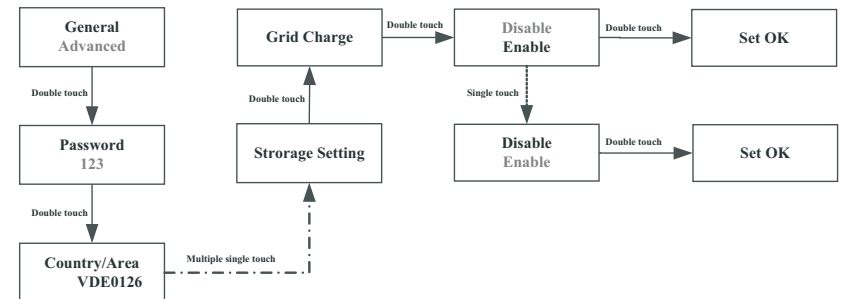 General
Advanced
Double touch
Password
123
Double touch
Country/Area
VDE0126
Multiple single touch
Strorage Setting
Double touch
Grid Charge
Double touch
Disable
Enable
Double touch
Set OK
Single touch
Disable
Enable
Double touch
Set OK